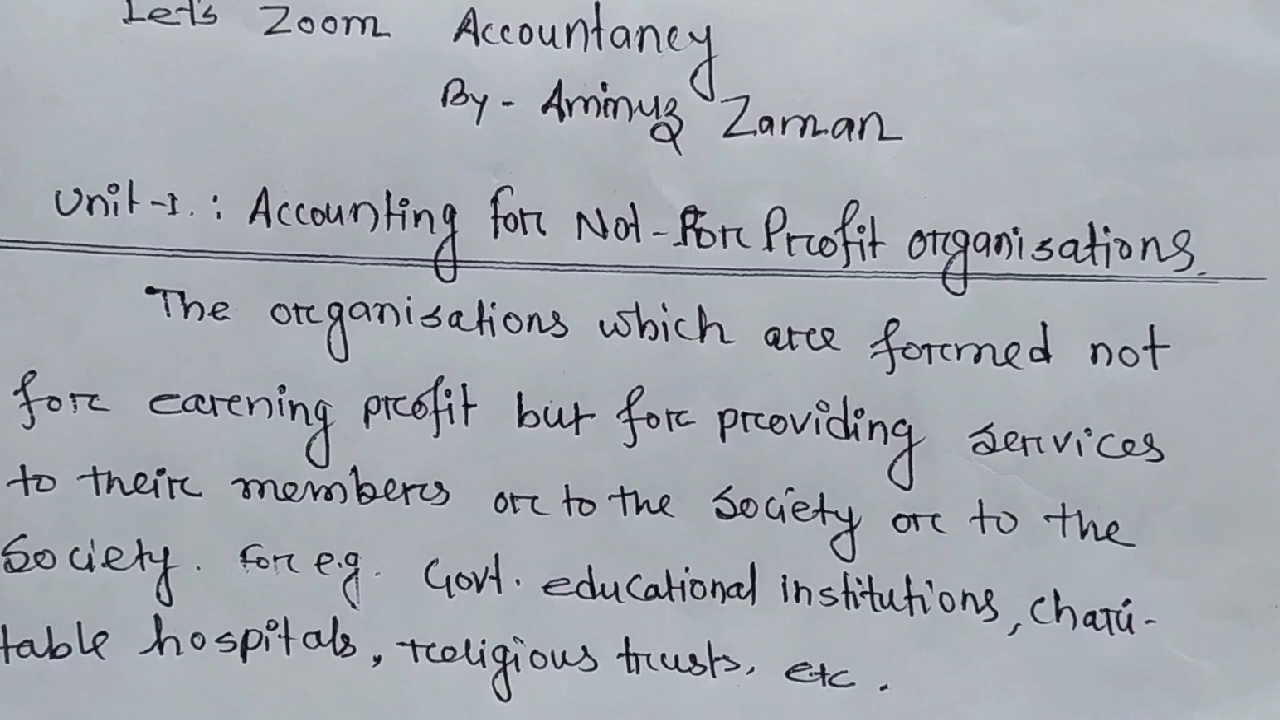 Let's Zoom Accountancy
By - Aminuz Zaman
Unit-I. : Accounting for Not-For Profit organisations.
The organisations which are formed not
for earning profit but for providing services
to their members or to the society or to the
society. For e.g. Govt. educational institutions, chari-
table hospitals, religious trusts, etc.